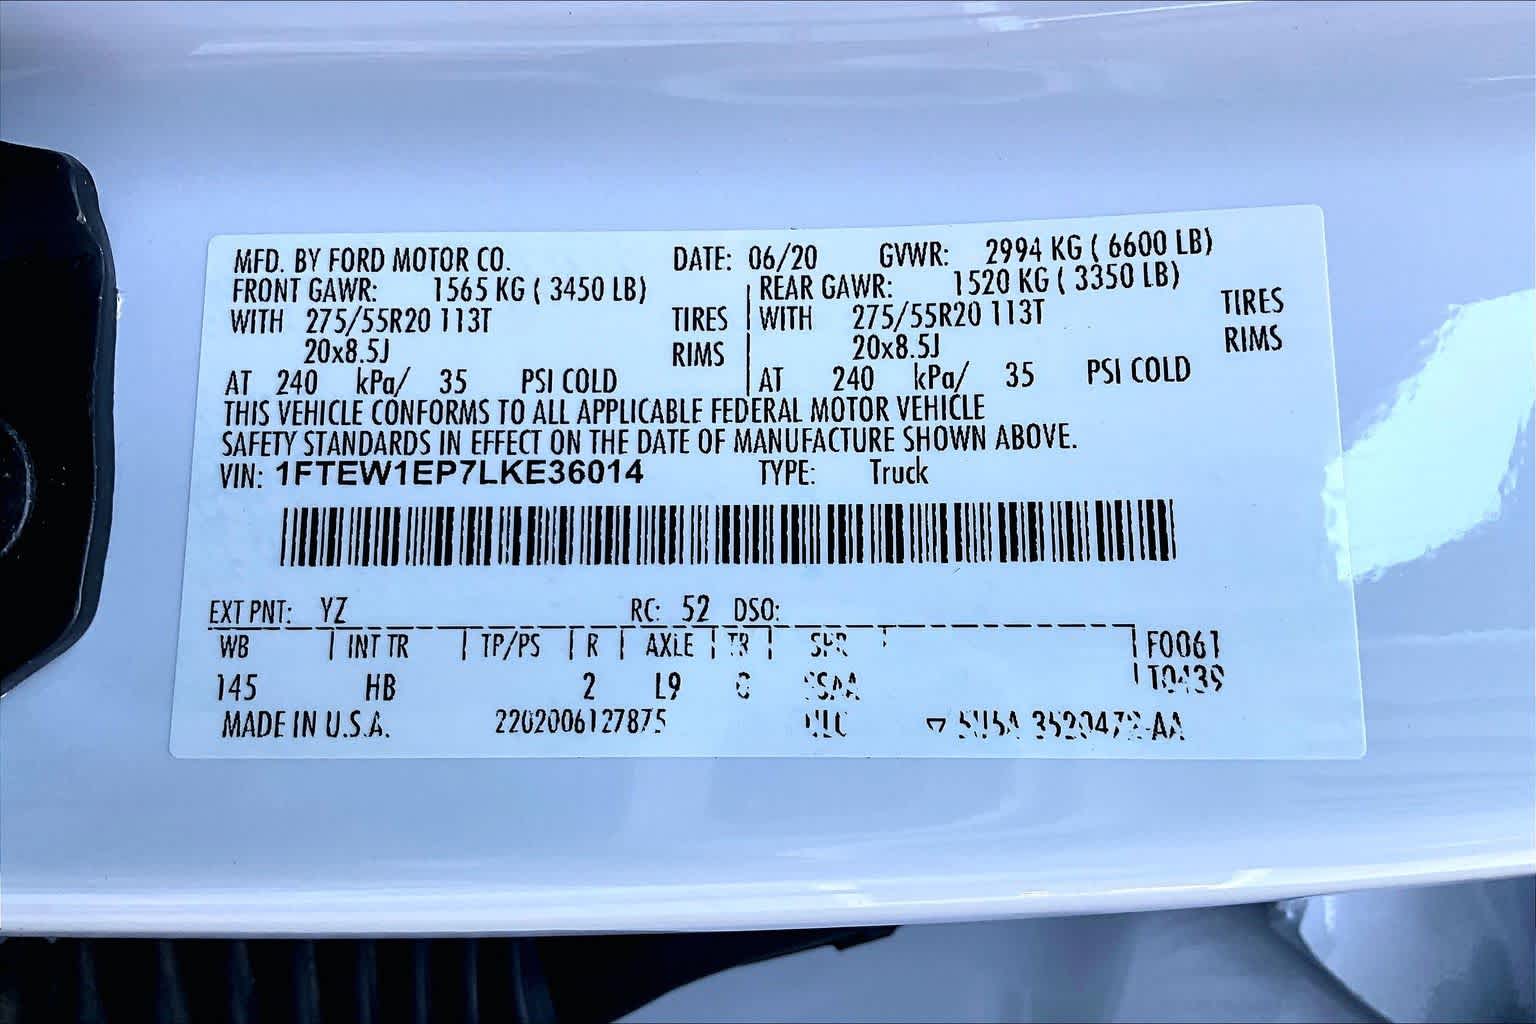 MFD. BY FORD MOTOR CO. DATE: 06/20 GVWR: 2994 KG ( 6600 LB)
FRONT GAWR: 1565 KG ( 3450 LB) REAR GAWR: 1520 KG ( 3350 LB)
WITH 275/55R20 113T TIRES WITH 275/55R20 113T TIRES
20x8.5J RIMS 20x8.5J RIMS
AT 240 kPa/ 35 PSI COLD AT 240 kPa/ 35 PSI COLD
THIS VEHICLE CONFORMS TO ALL APPLICABLE FEDERAL MOTOR VEHICLE
SAFETY STANDARDS IN EFFECT ON THE DATE OF MANUFACTURE SHOWN ABOVE.
VIN: 1FTEW1EP7LKE36014 TYPE: Truck
EXT PNT: YZ RC: 52 DSO:
WB INT TR TP/PS R AXLE TR SPR F0061
145 HB 2 L9 T0439
MADE IN U.S.A. 2202006127875